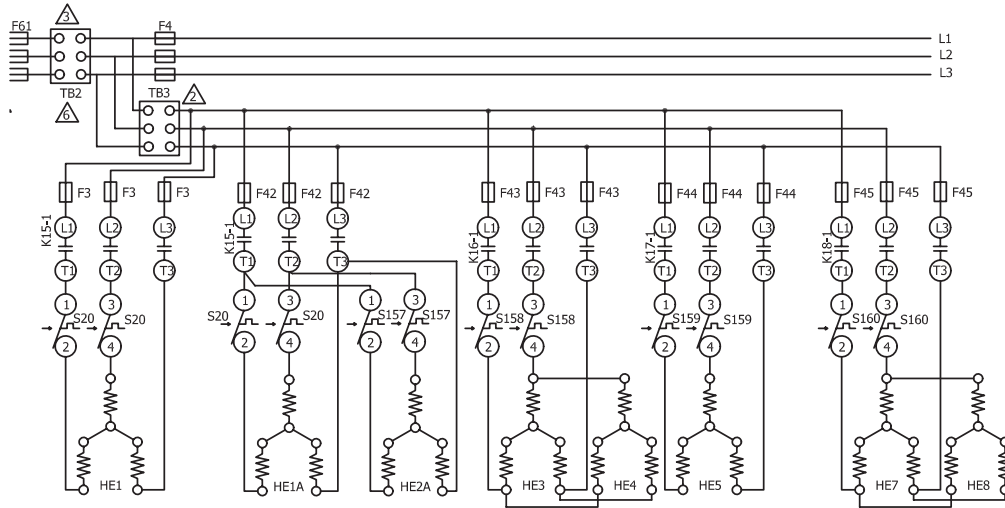 F61 3 F4 L1
L2
L3
TB2 TB3 2
6
F3 F3 F3 F42 F42 F42 F43 F43 F43 F44 F44 F44 F45 F45 F45
K15-1 L1 L2 L3 K15-1 L1 L2 L3 K16-1 L1 L2 L3 K17-1 L1 L2 L3 K18-1 L1 L2 L3
T1 T2 T3 T1 T2 T3 T1 T2 T3 T1 T2 T3 T1 T2 T3
1 3 1 3 1 3 1 3 1 3 1 3
S20 S20 S20 S20 S157 S157 S158 S158 S159 S159 S160 S160
2 4 2 4 2 4 2 4 2 4 2 4
HE1 HE1A HE2A HE3 HE4 HE5 HE7 HE8